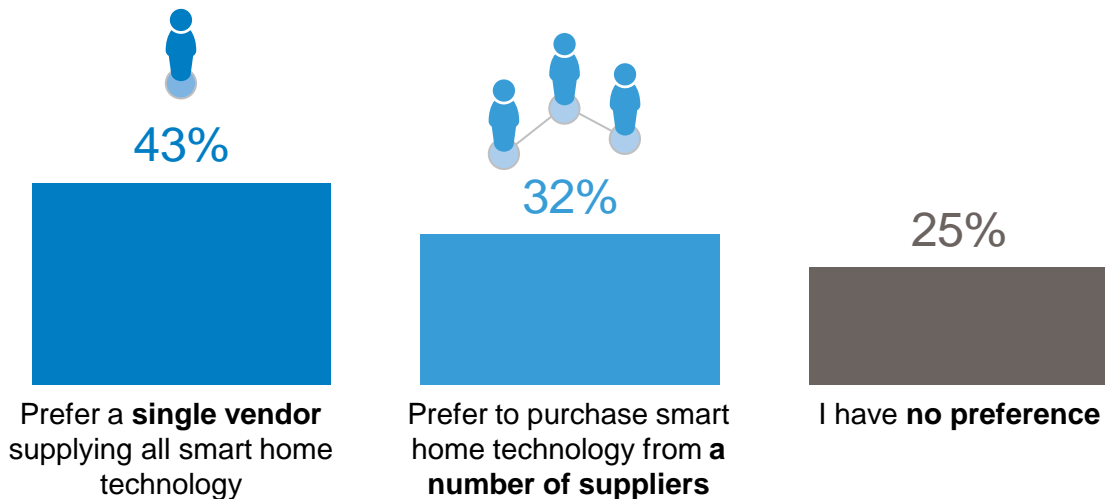 43%
32%
25%
Prefer a single vendor
supplying all smart home
technology
Prefer to purchase smart
home technology from a
number of suppliers
I have no preference